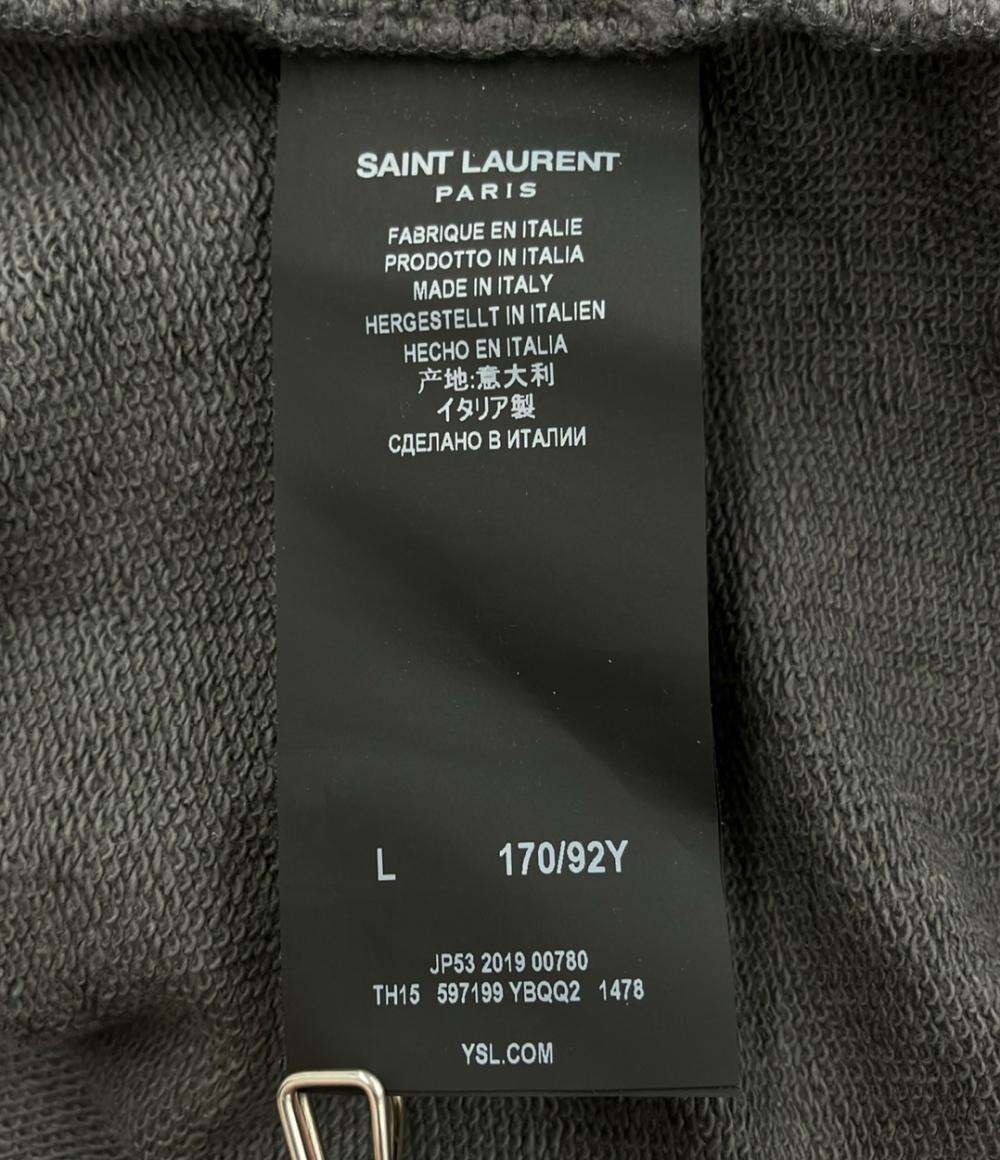 SAINT LAURENT
PARIS
FABRIQUE EN ITALIE
PRODOTTO IN ITALIA
MADE IN ITALY
HERGESTELLT IN ITALIEN
HECHO EN ITALIA
产地:意大利
イタリア製
СДЕЛАНО В ИТАЛИИ
L 170/92Y
JP53 2019 00780
TH15 597199 YBQQ2 1478
YSL.COM